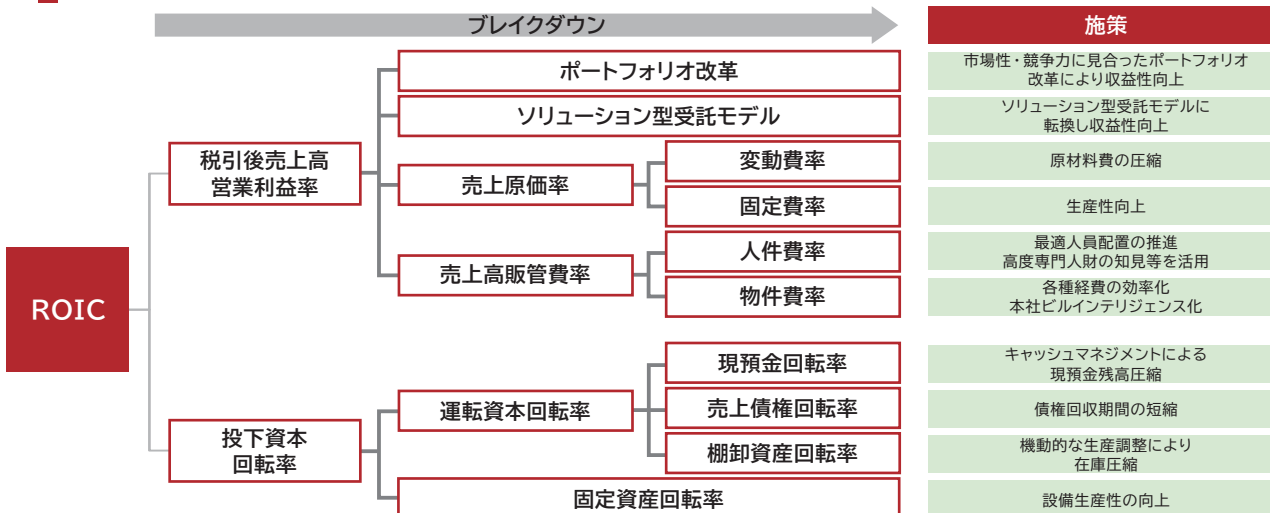 ブレイクダウン
施策
ROIC
税引後売上高
営業利益率
ポートフォリオ改革
市場性・競争力に見合ったポートフォリオ
改革により収益性向上
ソリューション型受託モデル
ソリューション型受託モデルに
転換し収益性向上
売上原価率
変動費率
原材料費の圧縮
固定費率
生産性向上
売上高販管費率
人件費率
最適人員配置の推進
高度専門人財の知見等を活用
物件費率
各種経費の効率化
本社ビルインテリジェンス化
投下資本
回転率
運転資本回転率
現預金回転率
キャッシュマネジメントによる
現預金残高圧縮
売上債権回転率
債権回収期間の短縮
棚卸資産回転率
機動的な生産調整により
在庫圧縮
固定資産回転率
設備生産性の向上